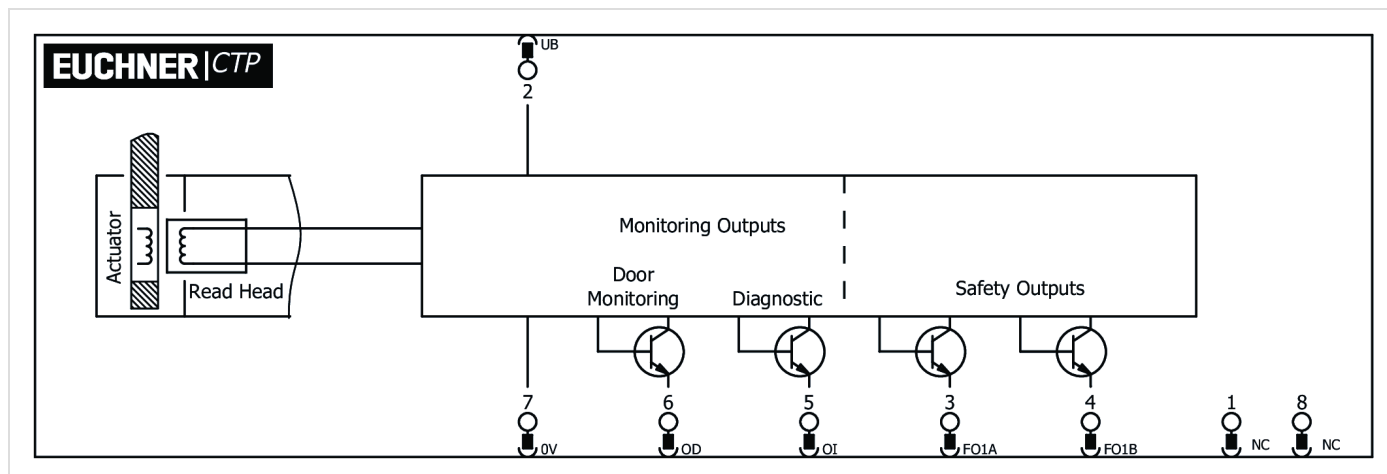 EUCHNER|CTP
UB
2
Actuator
Read Head
Monitoring Outputs
Door
Monitoring
Diagnostic
Safety Outputs
7 6 5 3 4 1 8
0V OD OI FO1A FO1B NC NC